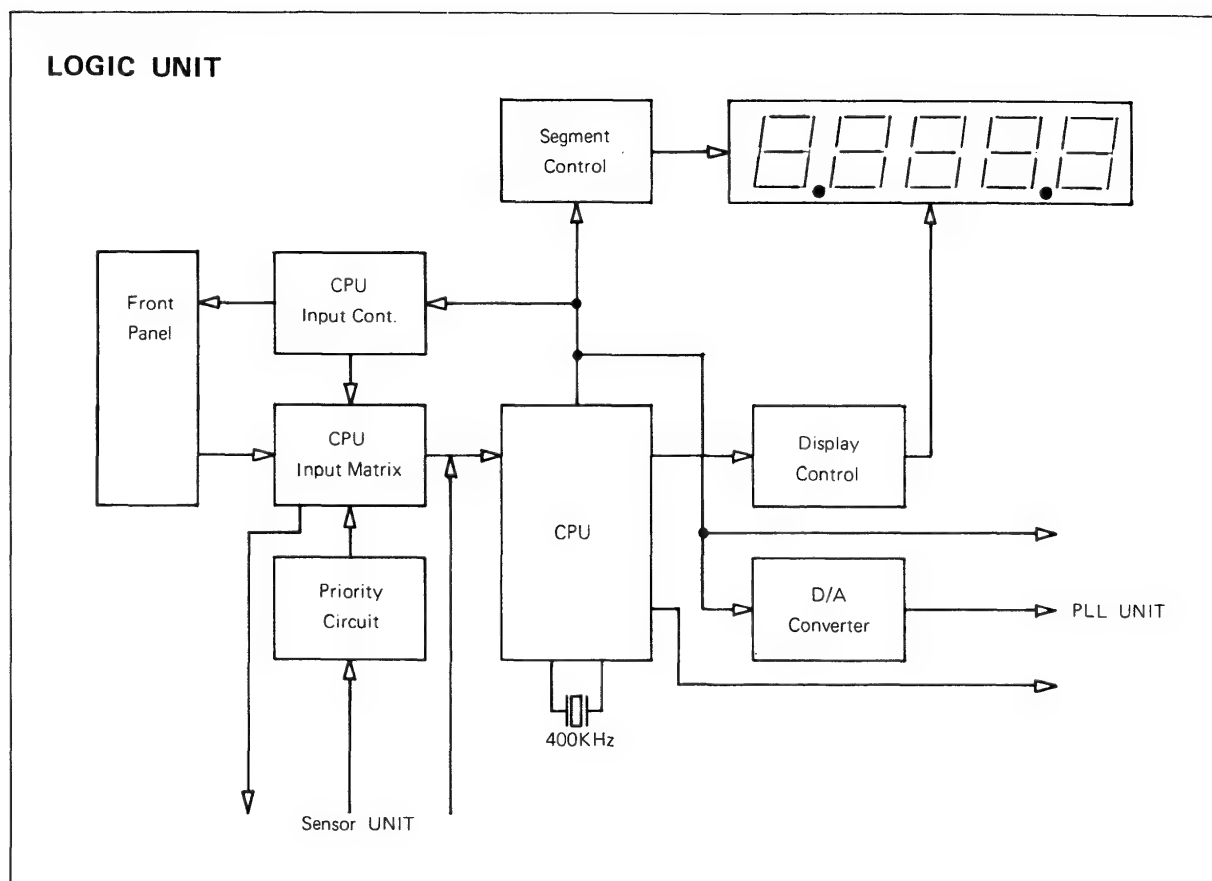 LOGIC UNIT
Segment
Control
Front
Panel
CPU
Input Cont.
CPU
Input Matrix
CPU
Display
Control
Priority
Circuit
D/A
Converter
PLL UNIT
400KHz
Sensor UNIT